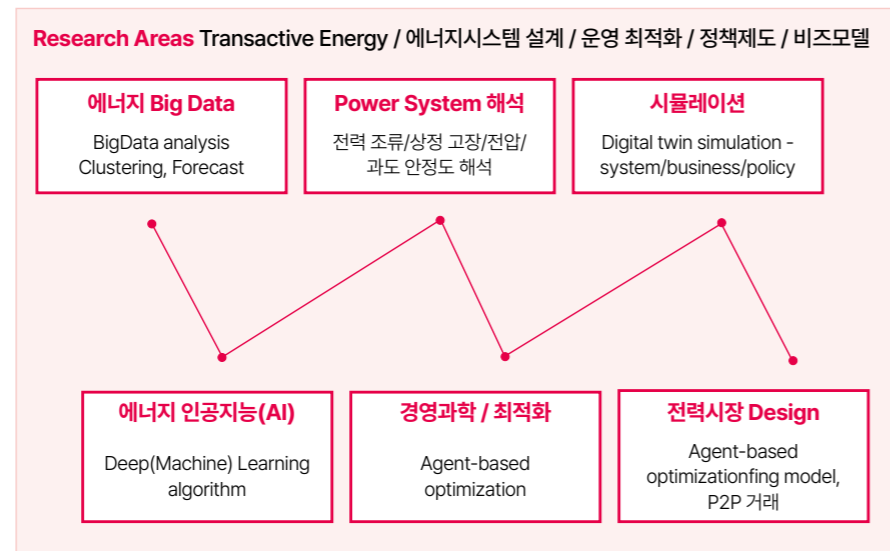 Research Areas Transactive Energy / 에너지시스템 설계 / 운영 최적화 / 정책제도 / 비즈모델
에너지 Big Data
BigData analysis
Clustering, Forecast
Power System 해석
전력 조류/상정 고장/전압/
과도 안정도 해석
시뮬레이션
Digital twin simulation -
system/business/policy
에너지 인공지능(AI)
Deep(Machine) Learning
algorithm
경영과학 / 최적화
Agent-based
optimization
전력시장 Design
Agent-based
optimizationfing model,
P2P 거래